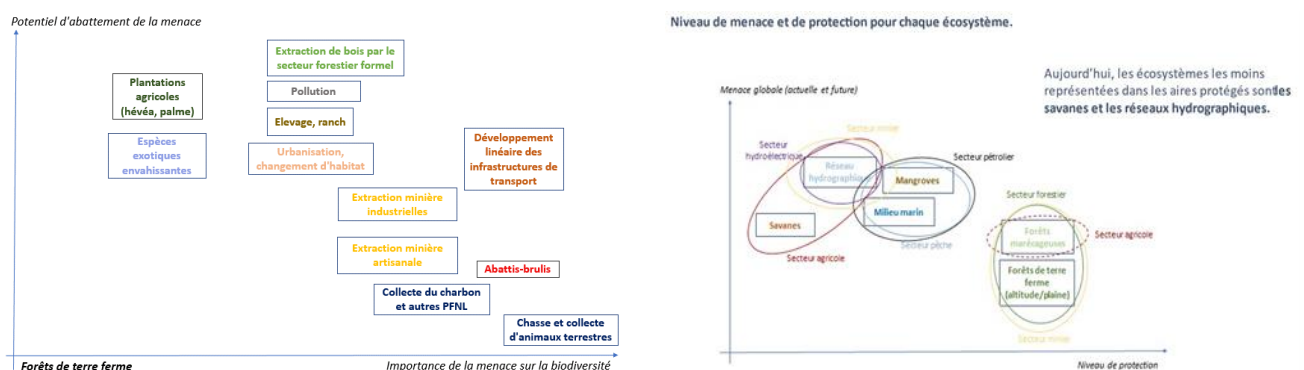 Potentiel d'abattement de la menace
Extraction de bois par le
secteur forestier formel
Plantations
agricoles
(hévéa, palme)
Pollution
Elevage, ranch
Espèces
exotiques
envahissantes
Urbanisation,
changement d'habitat
Développement
linéaire des
infrastructures de
transport
Extraction minière
industrielles
Extraction minière
artisanale
Abattis-brulis
Collecte du charbon
et autres PFNL
Chasse et collecte
d'animaux terrestres
Forêts de terre ferme
Importance de la menace sur la biodiversité
Niveau de menace et de protection pour chaque écosystème.
Aujourd'hui, les écosystèmes les moins
représentées dans les aires protégés sont les
savanes et les réseaux hydrographiques.
Menace globale (actuelle et future)
Secteur minier
Secteur
hydroélectrique
Secteur pétrolier
Réseau
hydrographique
Mangroves
Milieu marin
Savanes
Secteur pêche
Secteur agricole
Secteur forestier
Forêts
marécageuses
Secteur agricole
Forêts de terre
ferme
(altitude/plaine)
Secteur minier
Niveau de protection